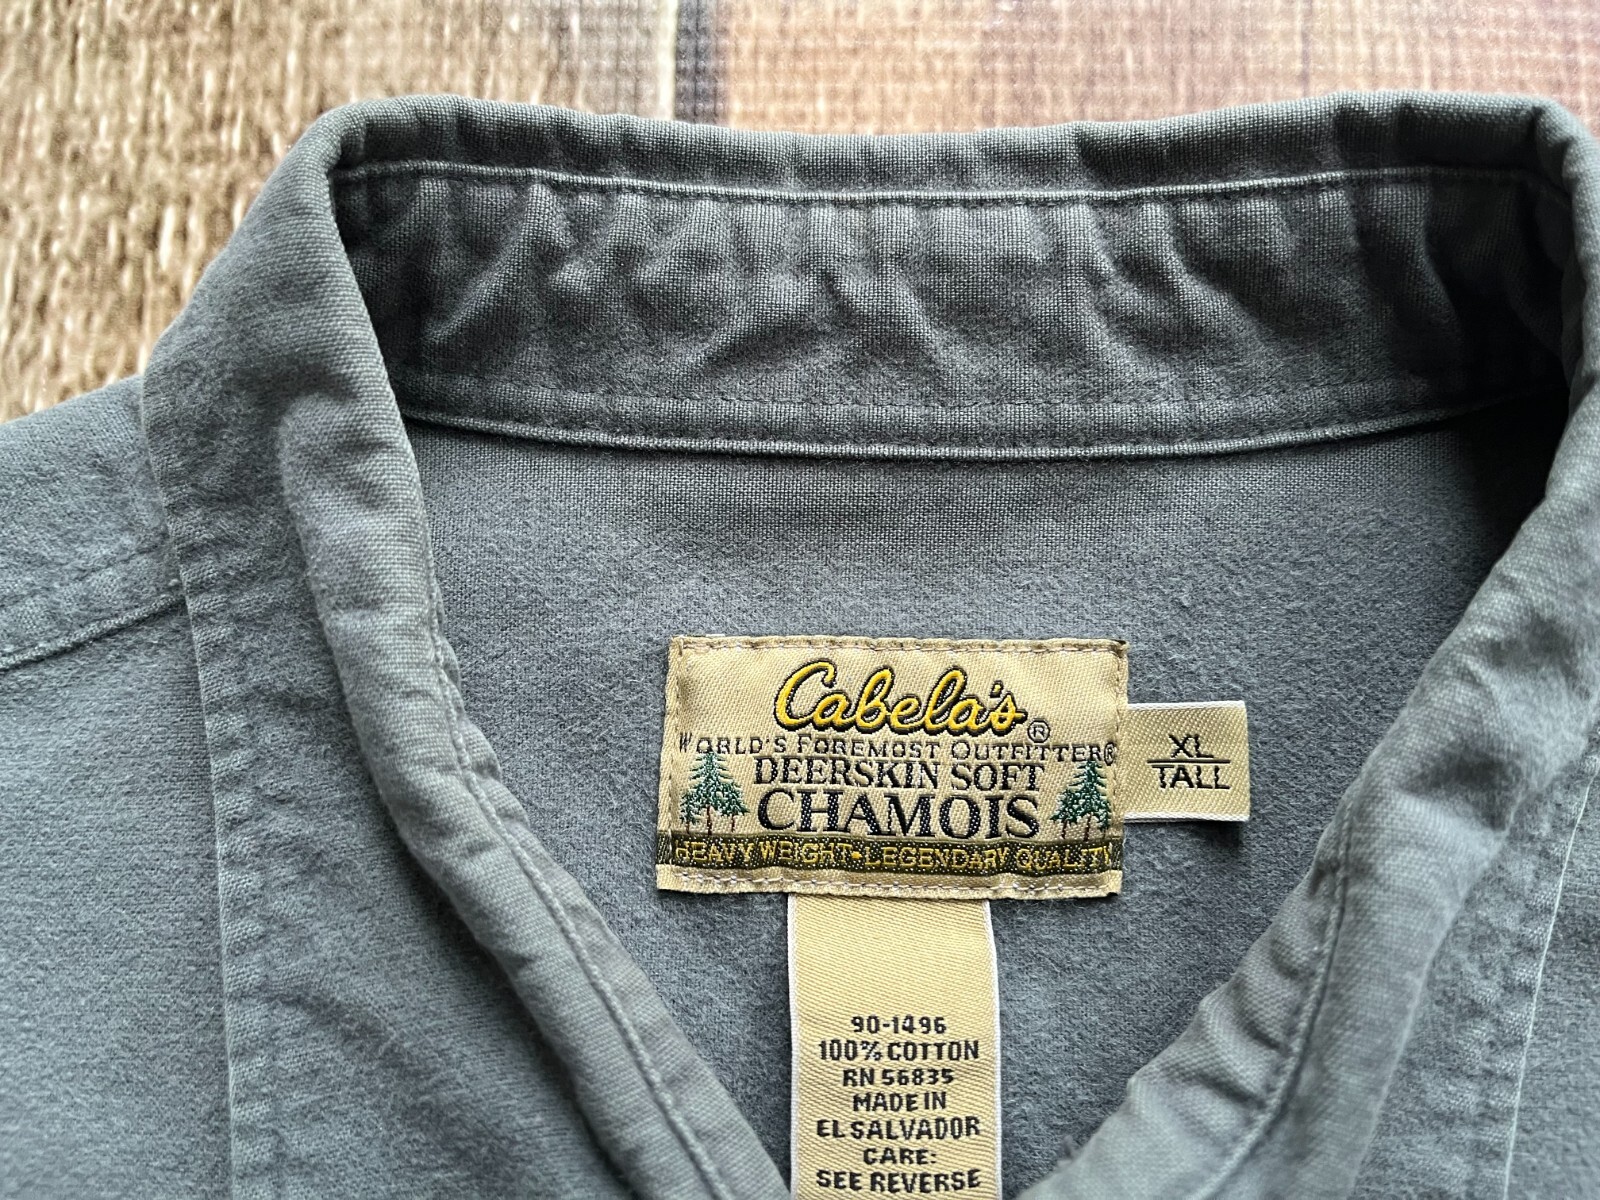 Cabela's®
WORLD'S FOREMOST OUTFITTER®
DEERSKIN SOFT
CHAMOIS
HEAVY WEIGHT•LEGENDARY QUALITY
XL
TALL
90-1496
100% COTTON
RN 56835
MADE IN
EL SALVADOR
CARE:
SEE REVERSE